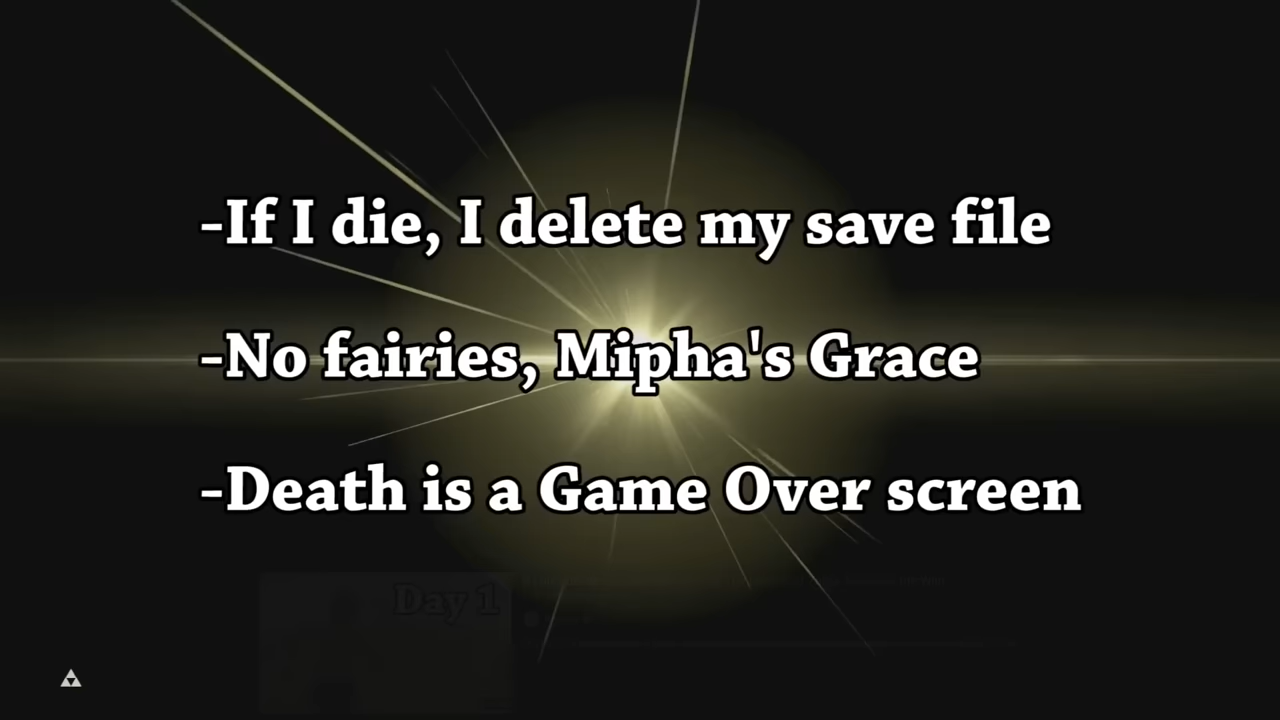 -If I die, I delete my save file
-No fairies, Mipha's Grace
-Death is a Game Over screen
Day 1